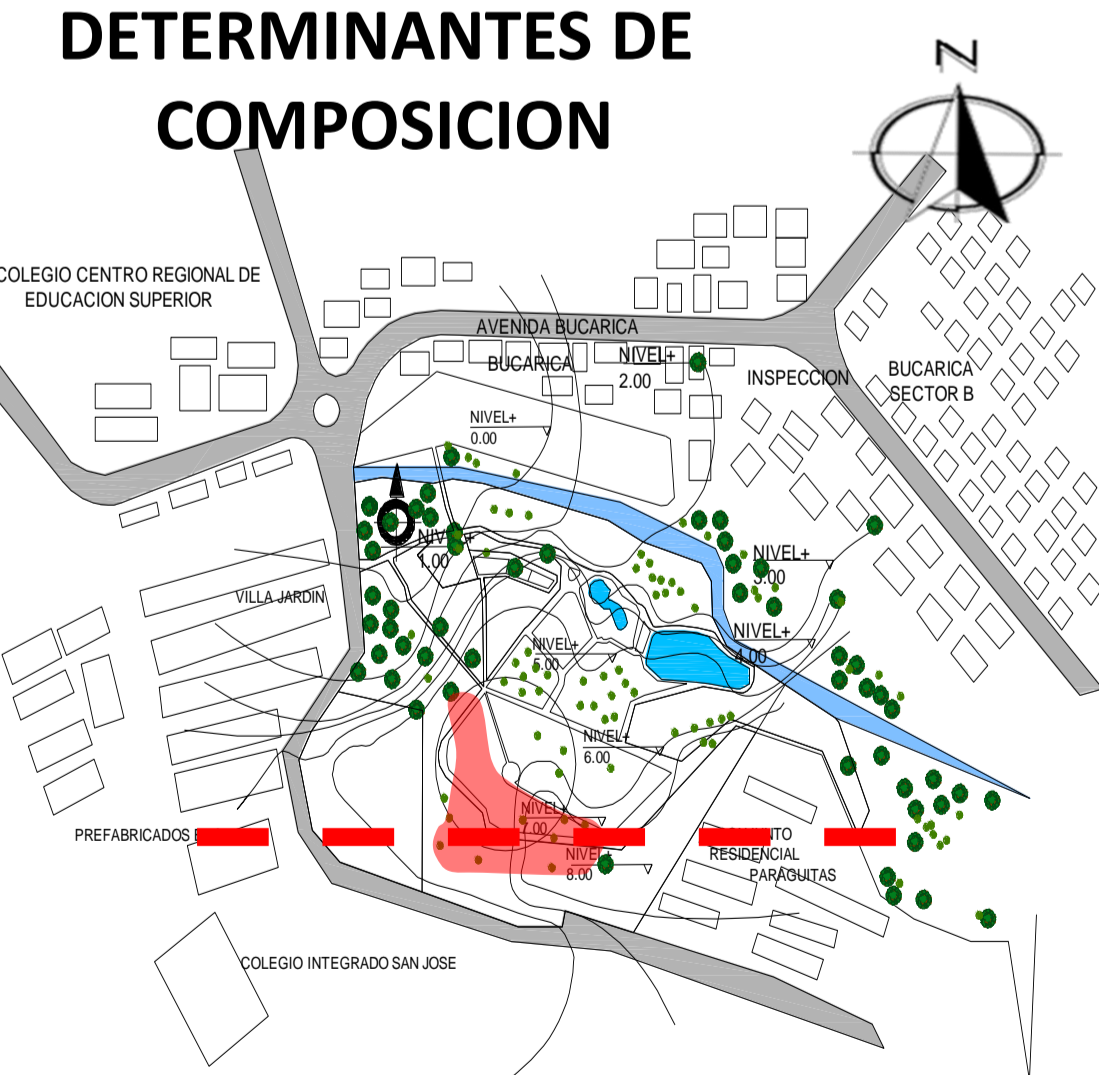 DETERMINANTES DE
COMPOSICION
N
COLEGIO CENTRO REGIONAL DE
EDUCACION SUPERIOR
AVENIDA BUCARICA
BUCARICA
NIVEL+
2.00
INSPECCION
BUCARICA
SECTOR B
NIVEL+
0.00
NIVEL+
1.00
NIVEL+
3.00
VILLA JARDIN
NIVEL+
4.00
NIVEL+
5.00
NIVEL+
6.00
NIVEL+
7.00
PREFABRICADOS
NIVEL+
8.00
RESIDENCIAL
PARAGUITAS
COLEGIO INTEGRADO SAN JOSE